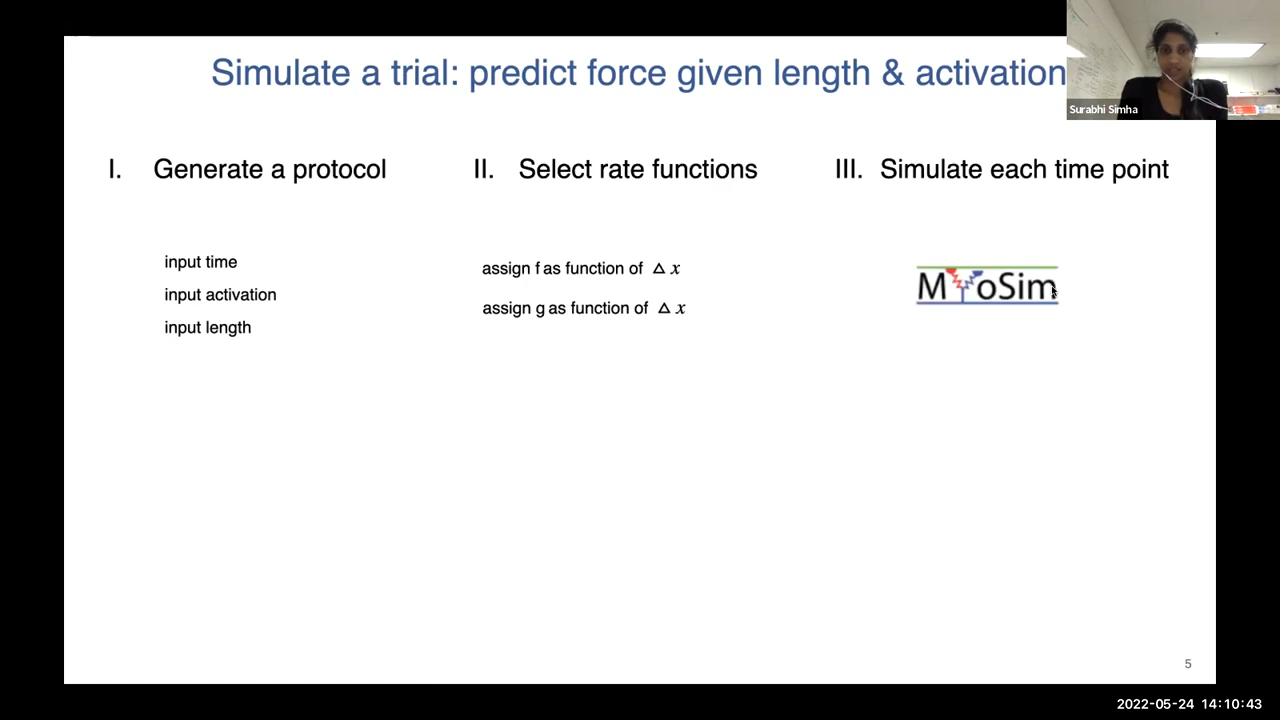 Simulate a trial: predict force given length & activation
Surabhi Simha
I. Generate a protocol
input time
input activation
input length
II. Select rate functions
assign f as function of Δ x
assign g as function of Δ x
III. Simulate each time point
MyoSim
5
2022-05-24 14:10:43